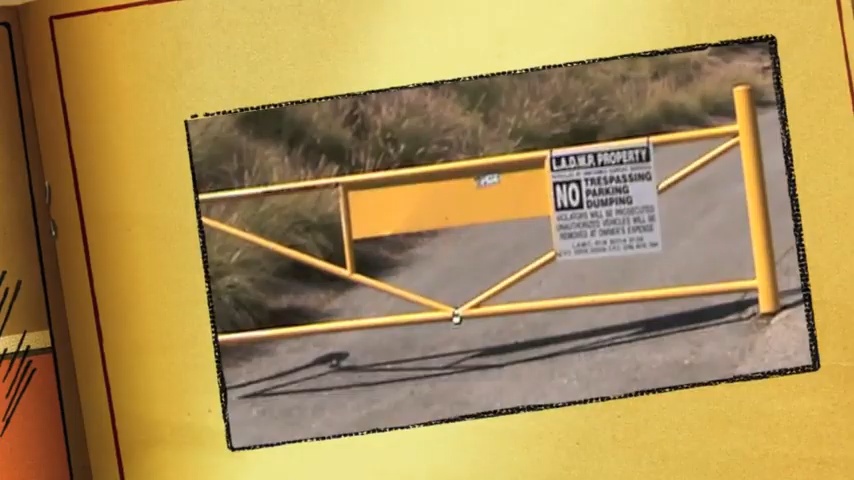 L.A.D.W.P. PROPERTY
NO
TRESPASSING
PARKING
DUMPING
VIOLATORS WILL BE PROSECUTED
UNAUTHORIZED VEHICLES WILL BE
REMOVED AT OWNER'S EXPENSE